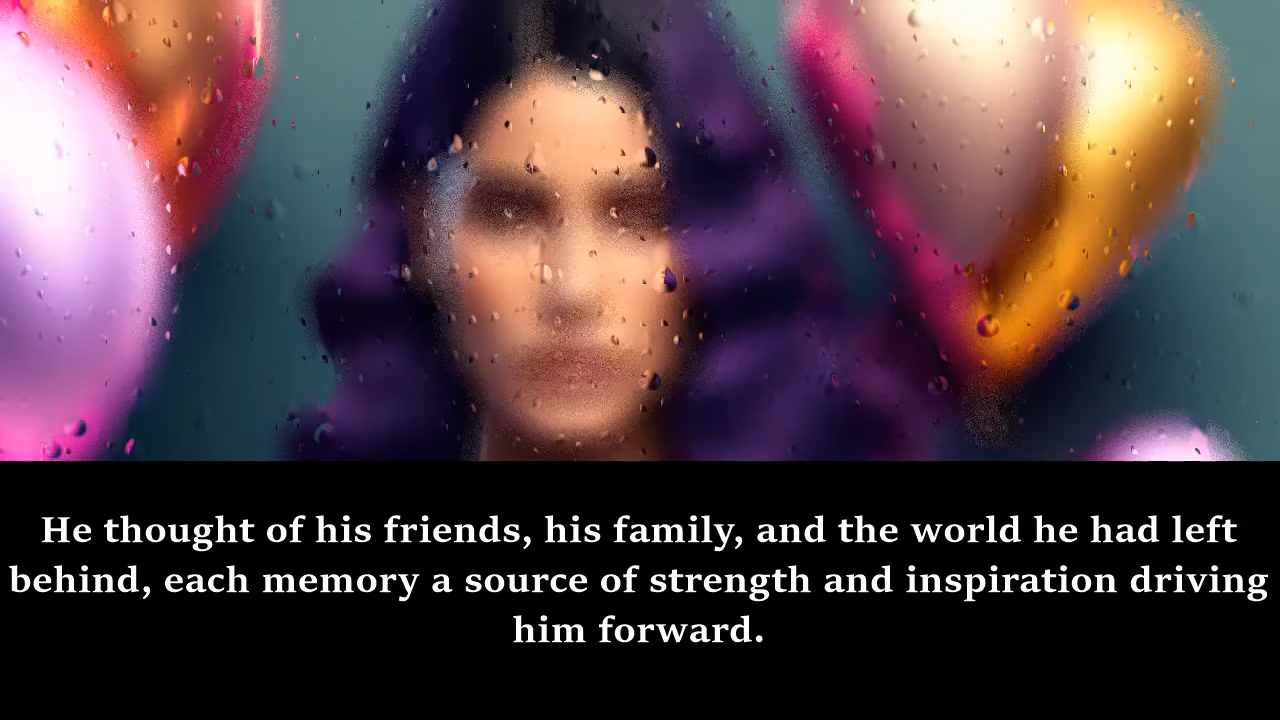 He thought of his friends, his family, and the world he had left
behind, each memory a source of strength and inspiration driving
him forward.